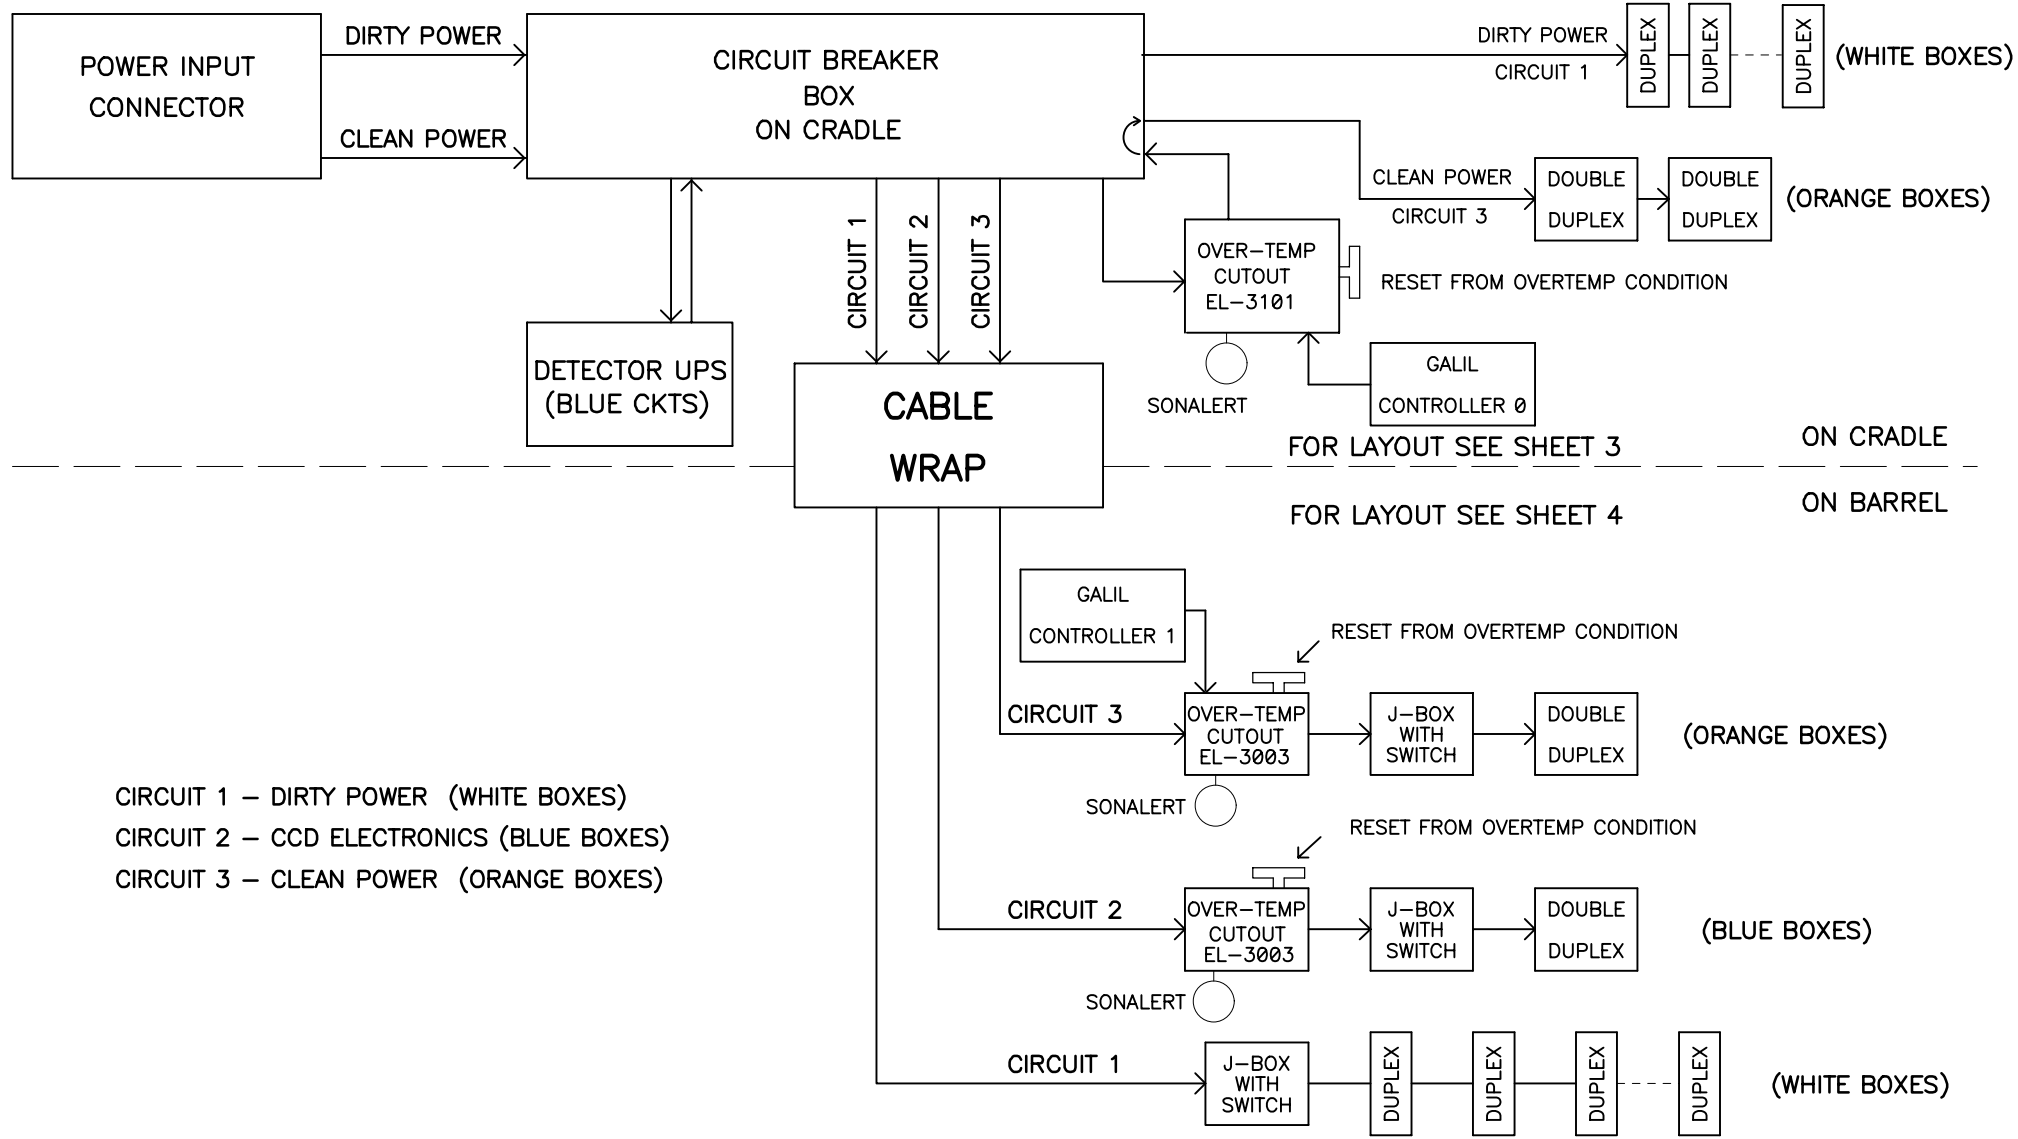 POWER INPUT
CONNECTOR
DIRTY POWER
CLEAN POWER
CIRCUIT BREAKER
BOX
ON CRADLE
DIRTY POWER
CIRCUIT 1
DUPLEX
DUPLEX
DUPLEX
(WHITE BOXES)
CLEAN POWER
CIRCUIT 3
DOUBLE
DUPLEX
DOUBLE
DUPLEX
(ORANGE BOXES)
CIRCUIT 1
CIRCUIT 2
CIRCUIT 3
OVER-TEMP
CUTOUT
EL-3101
RESET FROM OVERTEMP CONDITION
SONALERT
GALIL
CONTROLLER 0
DETECTOR UPS
(BLUE CKTS)
CABLE
WRAP
FOR LAYOUT SEE SHEET 3
ON CRADLE
FOR LAYOUT SEE SHEET 4
ON BARREL
GALIL
CONTROLLER 1
RESET FROM OVERTEMP CONDITION
CIRCUIT 3
OVER-TEMP
CUTOUT
EL-3003
J-BOX
WITH
SWITCH
DOUBLE
DUPLEX
(ORANGE BOXES)
SONALERT
CIRCUIT 1 - DIRTY POWER (WHITE BOXES)
CIRCUIT 2 - CCD ELECTRONICS (BLUE BOXES)
CIRCUIT 3 - CLEAN POWER (ORANGE BOXES)
RESET FROM OVERTEMP CONDITION
CIRCUIT 2
OVER-TEMP
CUTOUT
EL-3003
J-BOX
WITH
SWITCH
DOUBLE
DUPLEX
(BLUE BOXES)
SONALERT
CIRCUIT 1
J-BOX
WITH
SWITCH
DUPLEX
DUPLEX
DUPLEX
DUPLEX
(WHITE BOXES)